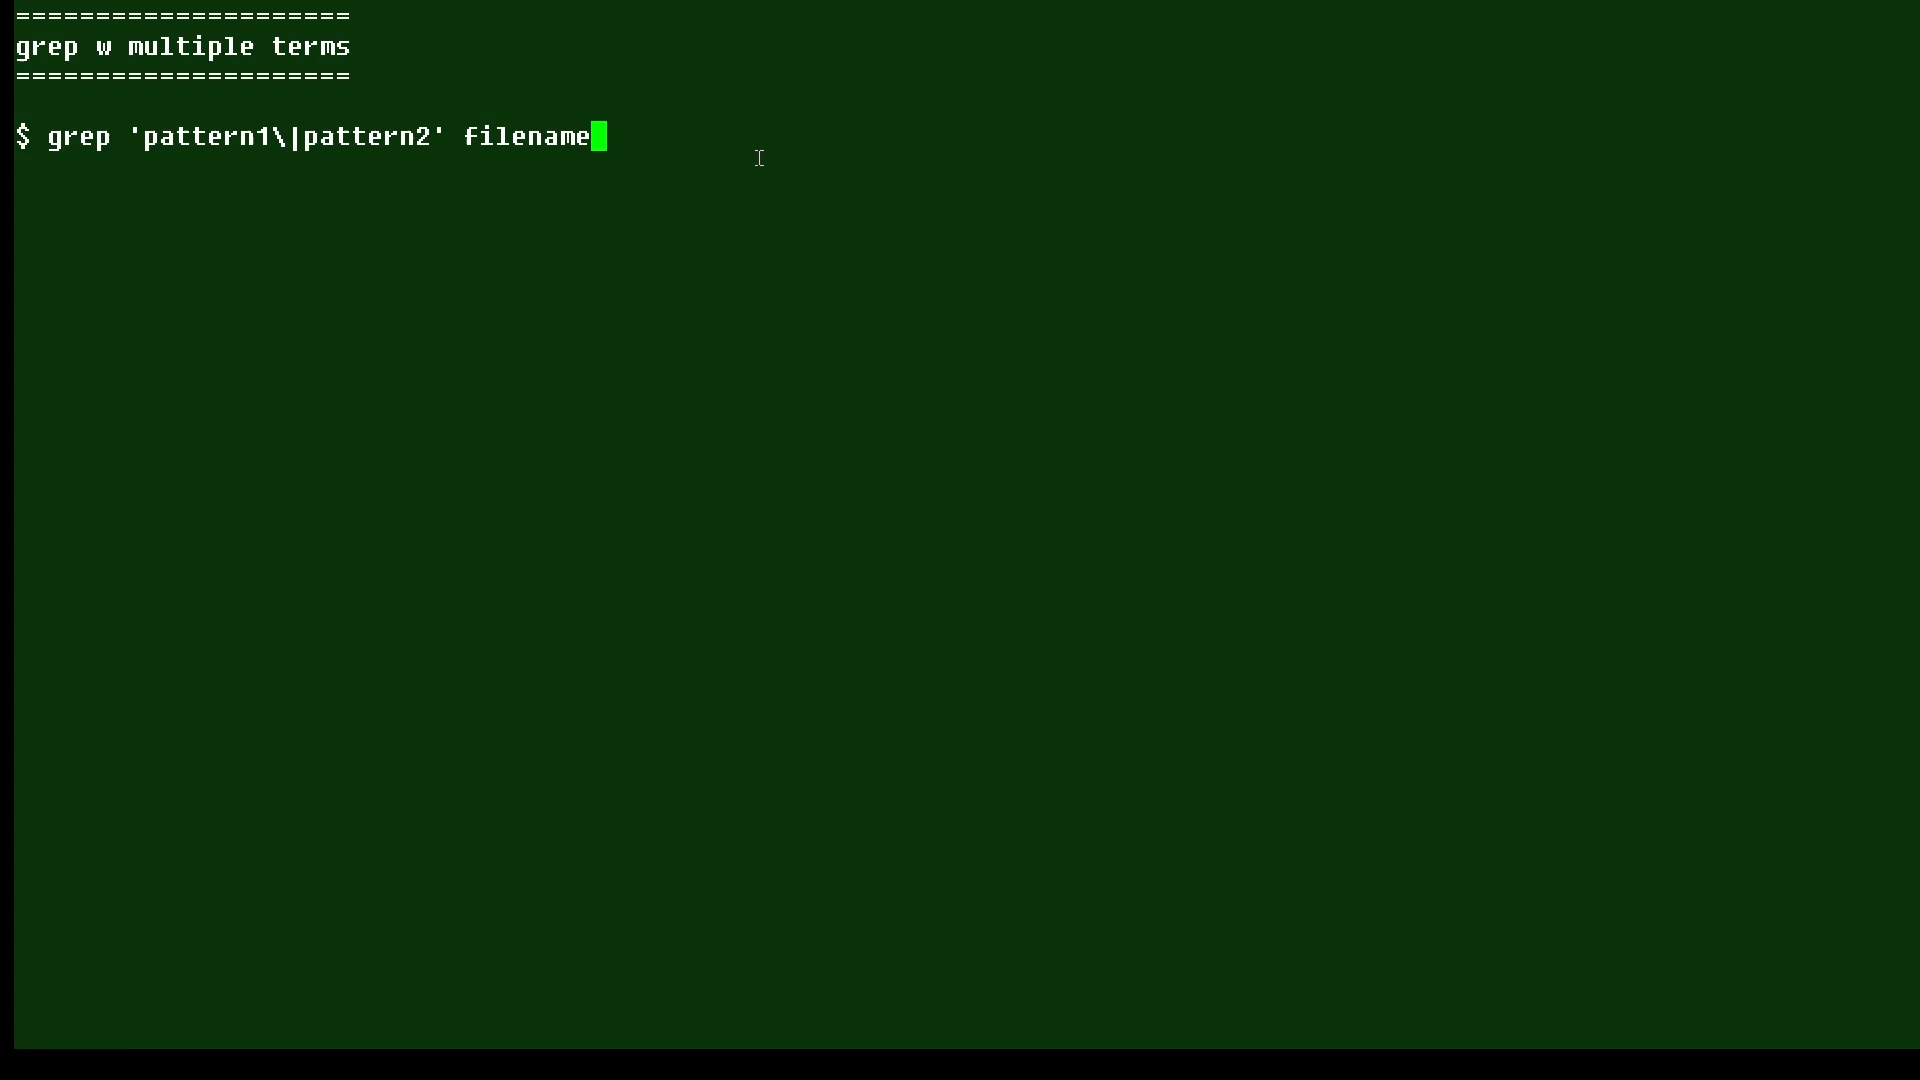 =====================
grep w multiple terms
=====================
$ grep 'pattern1\|pattern2' filename